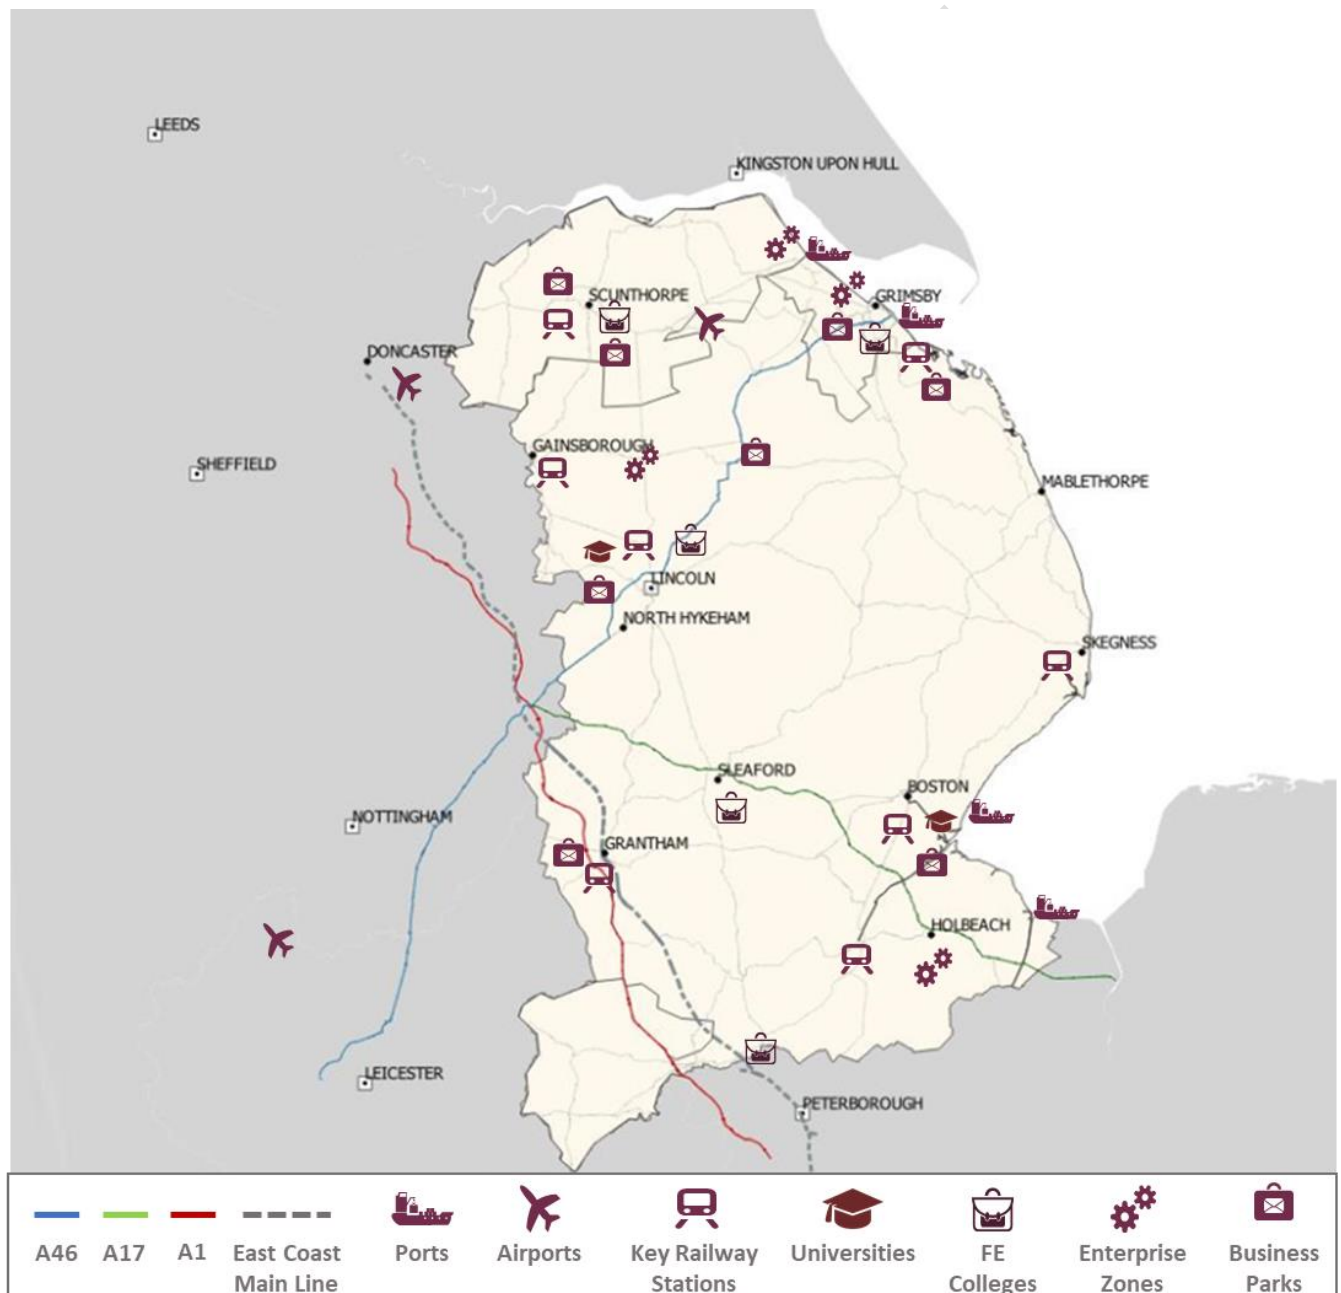 LEEDS
KINGSTON UPON HULL
SCUNTHORPE
GRIMSBY
DONCASTER
GAINSBOROUGH
SHEFFIELD
MABLETHORPE
LINCOLN
NORTH HYKEHAM
SKEGNESS
SLEAFORD
BOSTON
NOTTINGHAM
GRANTHAM
HOLBEACH
LEICESTER
PETERBOROUGH
A46 A17 A1 East Coast Main Line Ports Airports Key Railway Stations Universities FE Colleges Enterprise Zones Business Parks